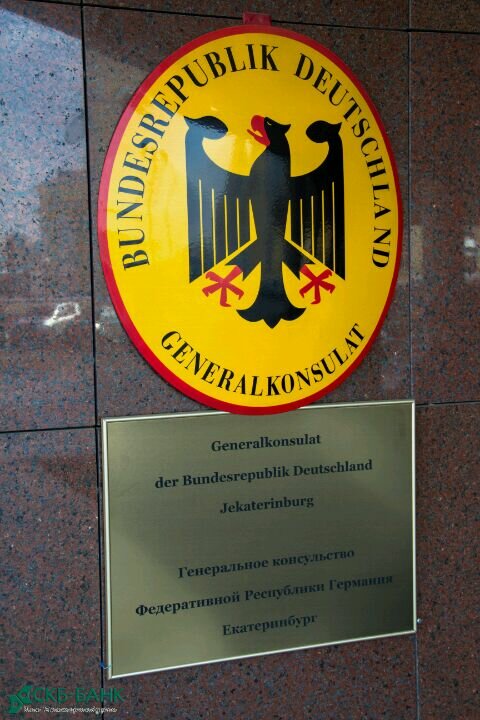 BUNDESREPUBLIK DEUTSCHLAND
GENERALKONSULAT
Generalkonsulat
der Bundesrepublik Deutschland
Jekaterinburg
Генеральное консульство
Федеративной Республики Германия
Екатеринбург
СКБ-БАНК